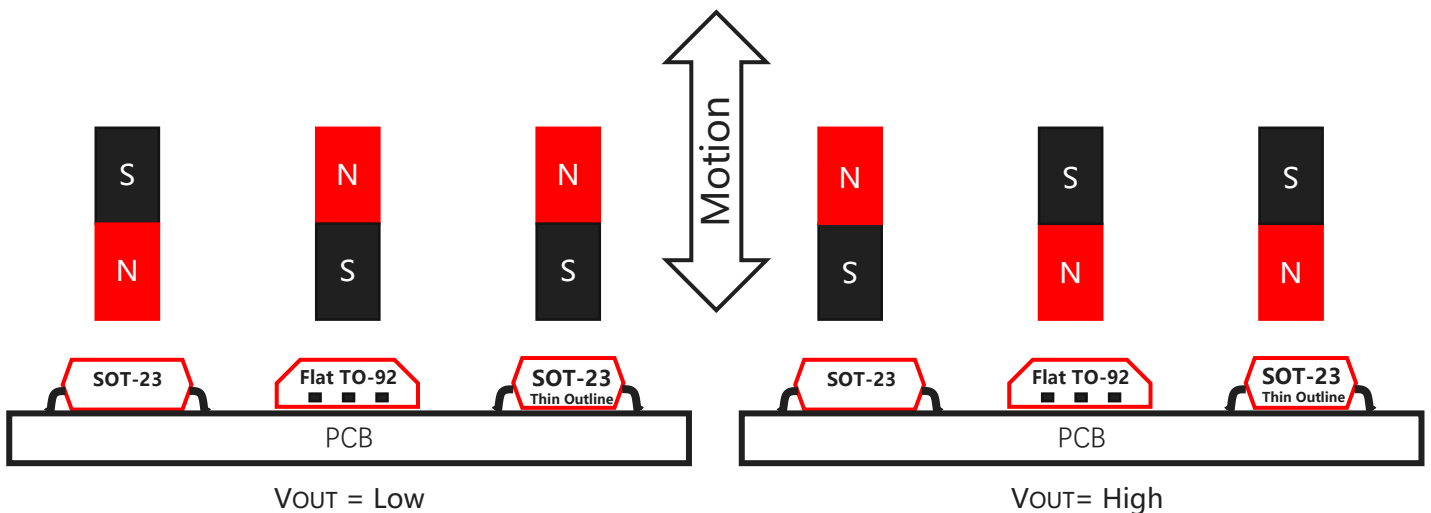 Motion
S N N
N S S
N S S
S N N
SOT-23 Flat TO-92 SOT-23
Thin Outline
SOT-23 Flat TO-92 SOT-23
Thin Outline
PCB
PCB
VOUT = Low
VOUT= High